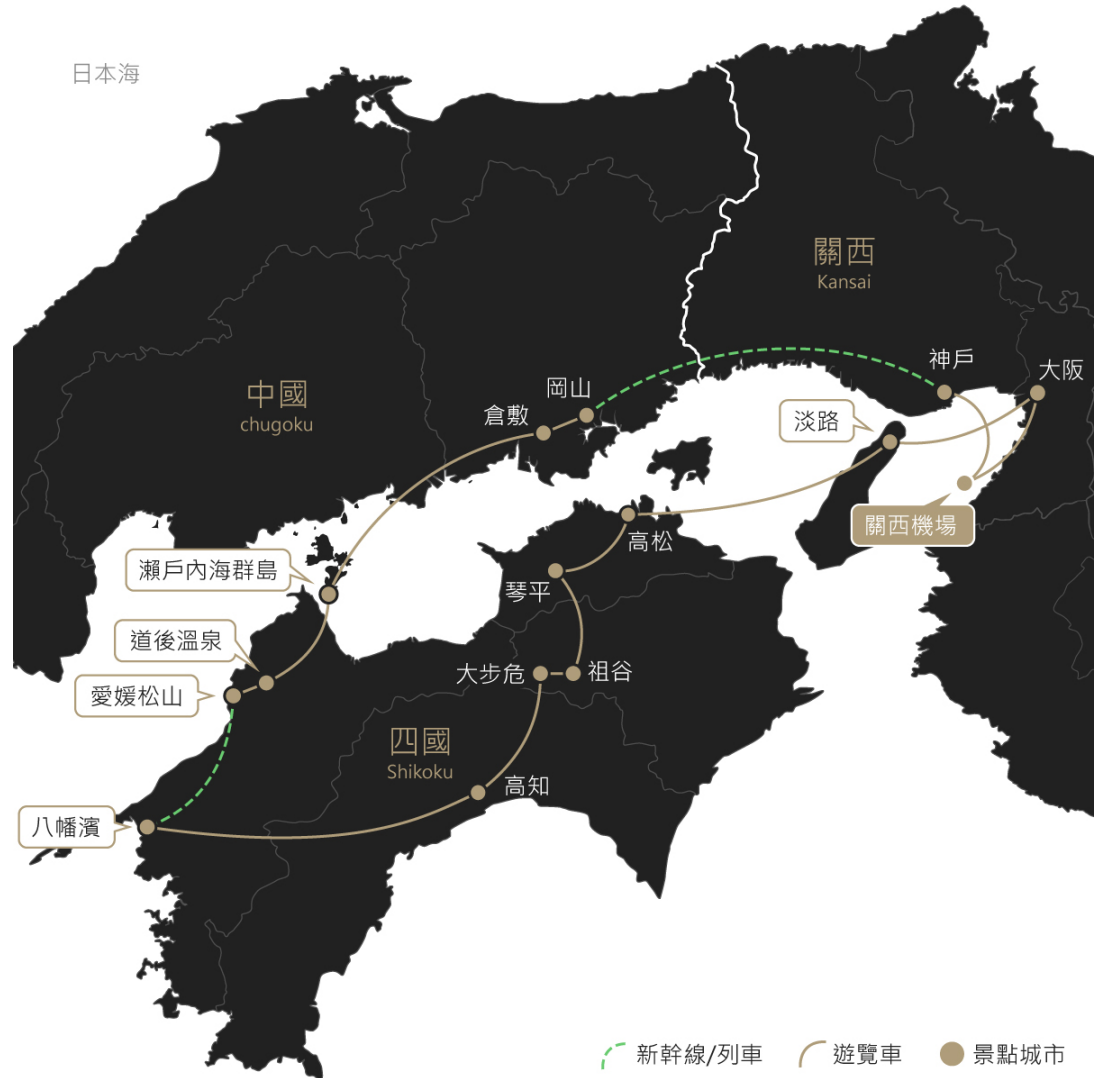 日本海
關西
Kansai
神戶
大阪
岡山
中國
chugoku
倉敷
淡路
關西機場
高松
瀨戶內海群島
琴平
道後溫泉
大步危
祖谷
愛媛松山
四國
Shikoku
高知
八幡濱
新幹線/列車
遊覽車
景點城市